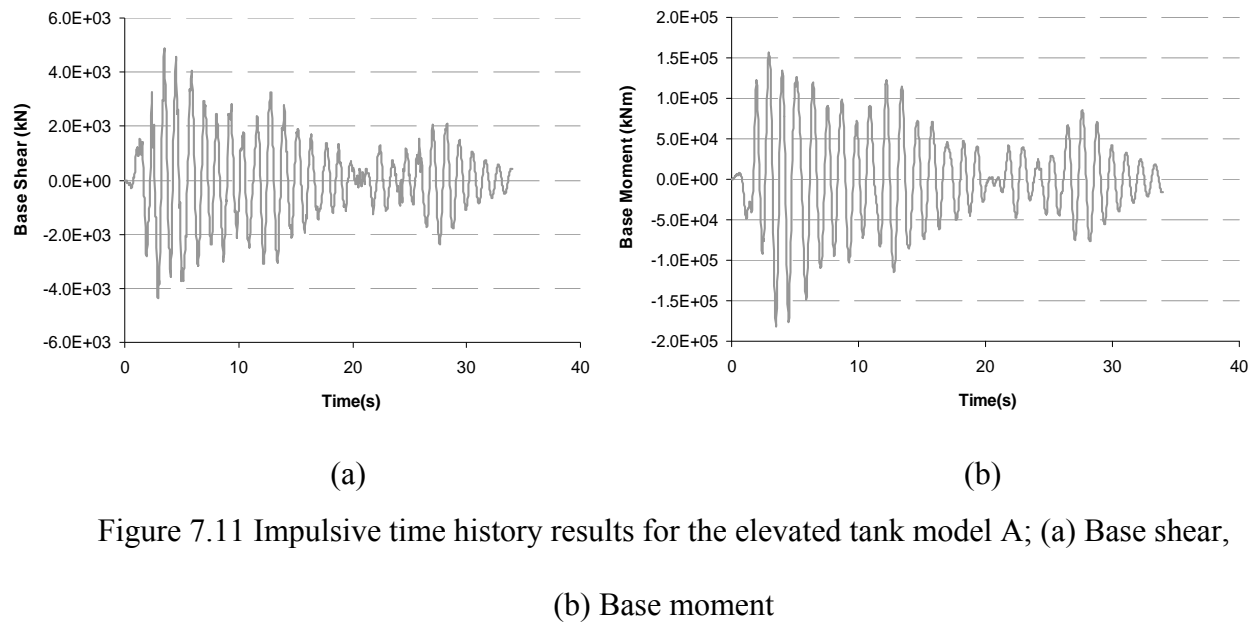 6.0E+03
4.0E+03
2.0E+03
0.0E+00
-2.0E+03
-4.0E+03
-6.0E+03
Base Shear (kN)
0 10 20 30 40
Time(s)
2.0E+05
1.5E+05
1.0E+05
5.0E+04
0.0E+00
-5.0E+04
-1.0E+05
-1.5E+05
-2.0E+05
Base Moment (kNm)
0 10 20 30 40
Time(s)
(a) (b)
Figure 7.11 Impulsive time history results for the elevated tank model A; (a) Base shear,
(b) Base moment